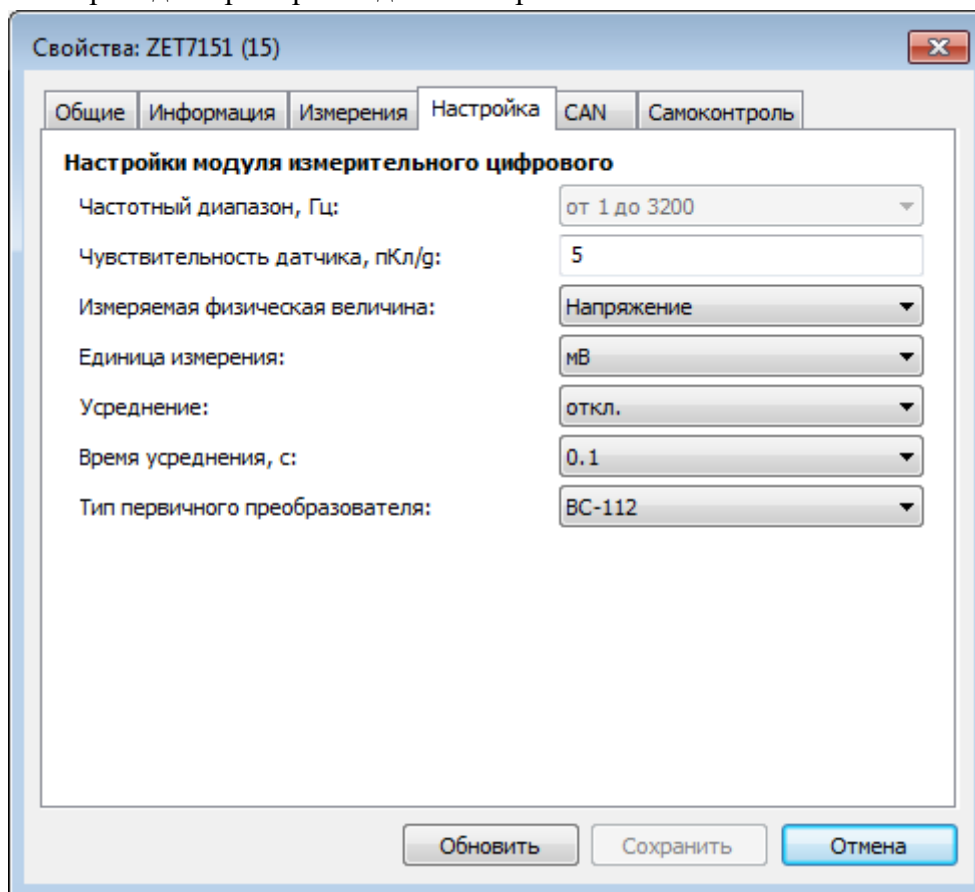 Свойства: ZET7151 (15)
Общие Информация Измерения Настройка CAN Самоконтроль
Настройки модуля измерительного цифрового
Частотный диапазон, Гц: от 1 до 3200
Чувствительность датчика, пКл/g: 5
Измеряемая физическая величина: Напряжение
Единица измерения: мВ
Усреднение: откл.
Время усреднения, с: 0.1
Тип первичного преобразователя: BC-112
Обновить Сохранить Отмена